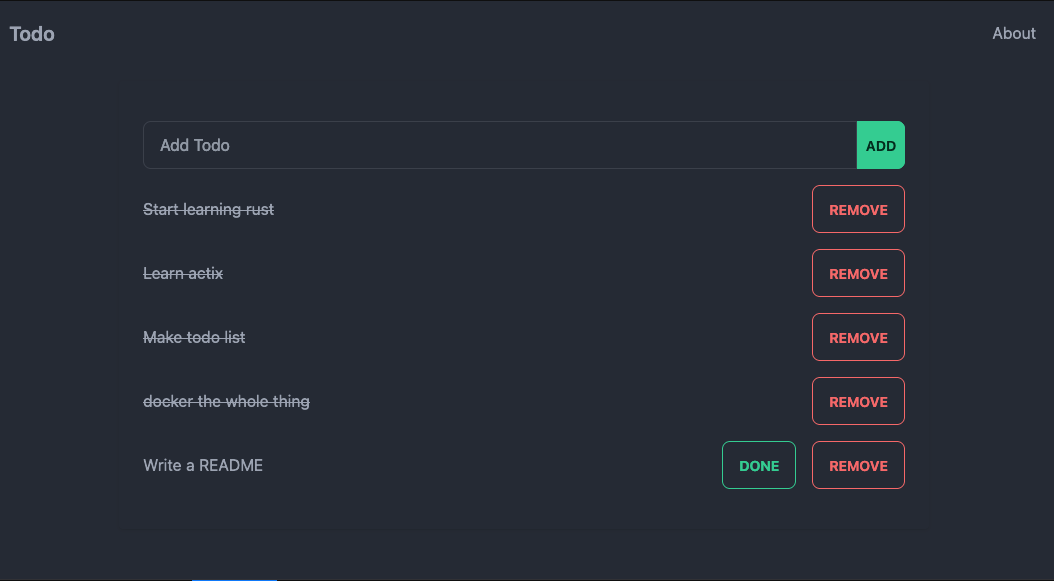 Todo
About
Add Todo
ADD
Start learning rust
REMOVE
Learn actix
REMOVE
Make todo list
REMOVE
docker the whole thing
REMOVE
Write a README
DONE
REMOVE